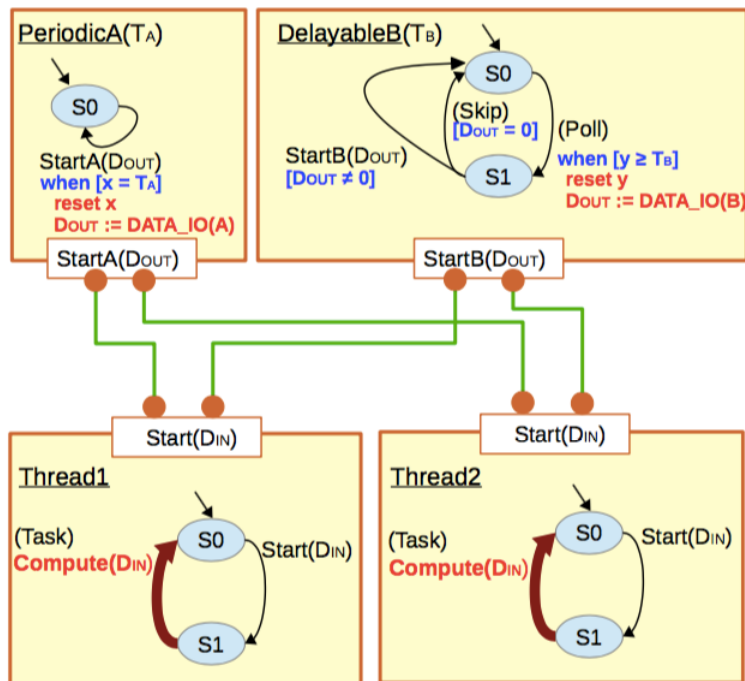 PeriodicA(TA)
S0
StartA(DOUT)
when [x = TA]
reset x
DOUT := DATA_IO(A)
StartA(DOUT)
DelayableB(TB)
S0
(Skip)
[DOUT = 0]
(Poll)
when [y ≥ TB]
reset y
DOUT := DATA_IO(B)
StartB(DOUT)
[DOUT ≠ 0]
S1
StartB(DOUT)
Start(DIN)
Thread1
(Task)
Compute(DIN)
S0
Start(DIN)
S1
Start(DIN)
Thread2
(Task)
Compute(DIN)
S0
Start(DIN)
S1